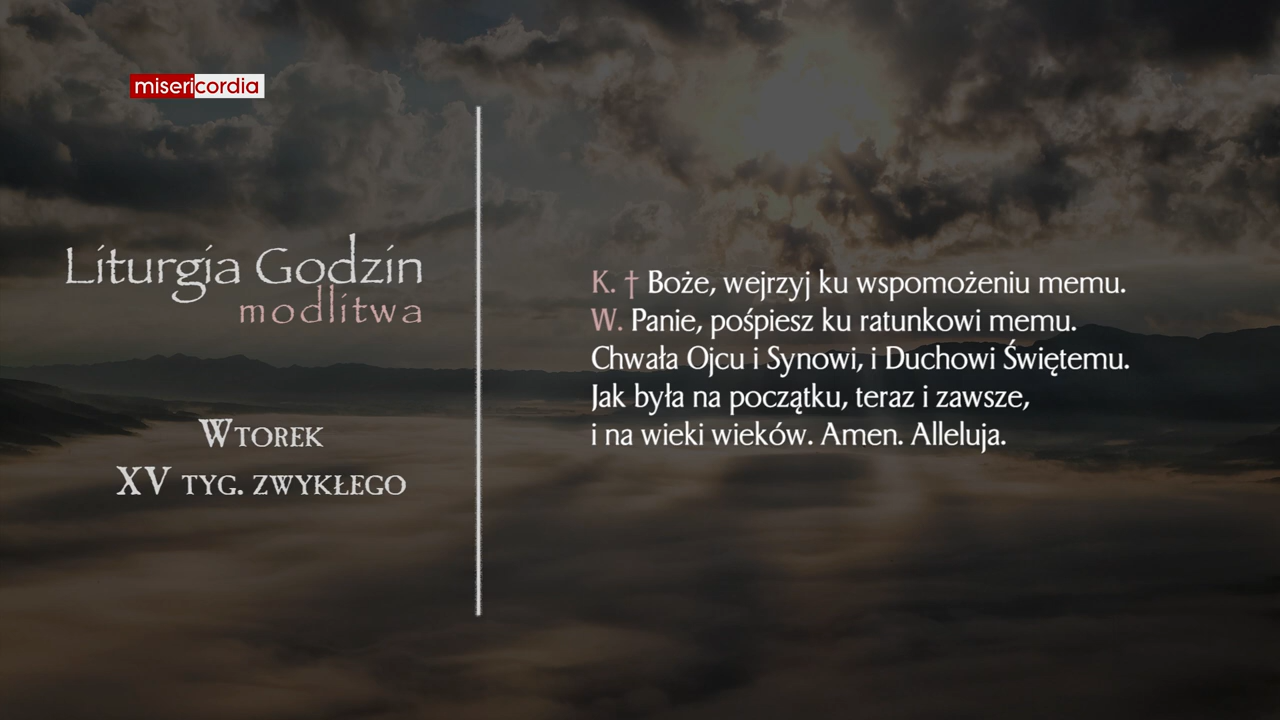 misericordia
Liturgia Godzin
modlitwa
Wtorek
XV tyg. zwykłego
K. † Boże, wejrzyj ku wspomożeniu memu.
W. Panie, pośpiesz ku ratunkowi memu.
Chwała Ojcu i Synowi, i Duchowi Świętemu.
Jak była na początku, teraz i zawsze,
i na wieki wieków. Amen. Alleluja.